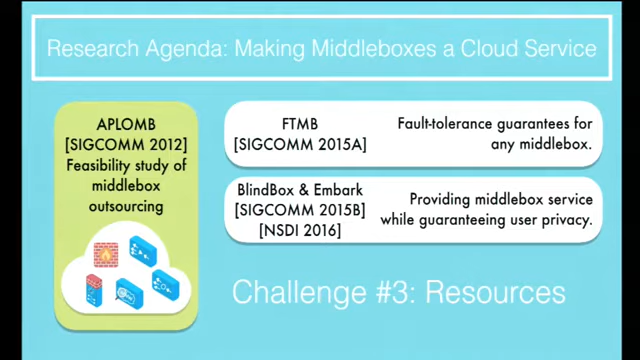 Research Agenda: Making Middleboxes a Cloud Service
APLOMB
[SIGCOMM 2012]
Feasibility study of
middlebox
outsourcing
FTMB
[SIGCOMM 2015A]
Fault-tolerance guarantees for
any middlebox.
BlindBox & Embark
[SIGCOMM 2015B]
[NSDI 2016]
Providing middlebox service
while guaranteeing user privacy.
Challenge #3: Resources